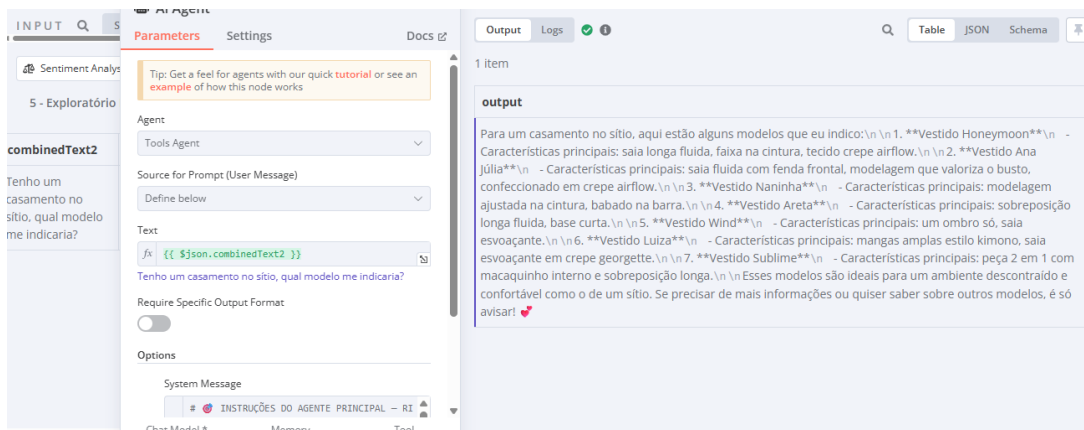 AI Agent
INPUT
S
Sentiment Analys
5 - Exploratório
combinedText2
Tenho um
casamento no
sítio, qual modelo
me indicaria?
Parameters
Settings
Docs
Tip: Get a feel for agents with our quick tutorial or see an
example of how this node works
Agent
Tools Agent
Source for Prompt (User Message)
Define below
Text
fx {{ $json.combinedText2 }}
Tenho um casamento no sítio, qual modelo me indicaria?
Require Specific Output Format
Options
System Message
# 🎯 INSTRUÇÕES DO AGENTE PRINCIPAL — RI
Chat Model *
Memory
Tool
Output
Logs
Table
JSON
Schema
1 item
output
Para um casamento no sítio, aqui estão alguns modelos que eu indico:\n\n1. **Vestido Honeymoon**\n - 
Características principais: saia longa fluida, faixa na cintura, tecido crepe airflow.\n\n2. **Vestido Ana
Júlia**\n - Características principais: saia fluida com fenda frontal, modelagem que valoriza o busto,
confeccionado em crepe airflow.\n\n3. **Vestido Naninha**\n - Características principais: modelagem
ajustada na cintura, babado na barra.\n\n4. **Vestido Areta**\n - Características principais: sobreposição
longa fluida, base curta.\n\n5. **Vestido Wind**\n - Características principais: um ombro só, saia
esvoaçante.\n\n6. **Vestido Luiza**\n - Características principais: mangas amplas estilo kimono, saia
esvoaçante em crepe georgette.\n\n7. **Vestido Sublime**\n - Características principais: peça 2 em 1 com
macaquinho interno e sobreposição longa.\n\nEsses modelos são ideais para um ambiente descontraído e
confortável como o de um sítio. Se precisar de mais informações ou quiser saber sobre outros modelos, é só
avisar! 💕